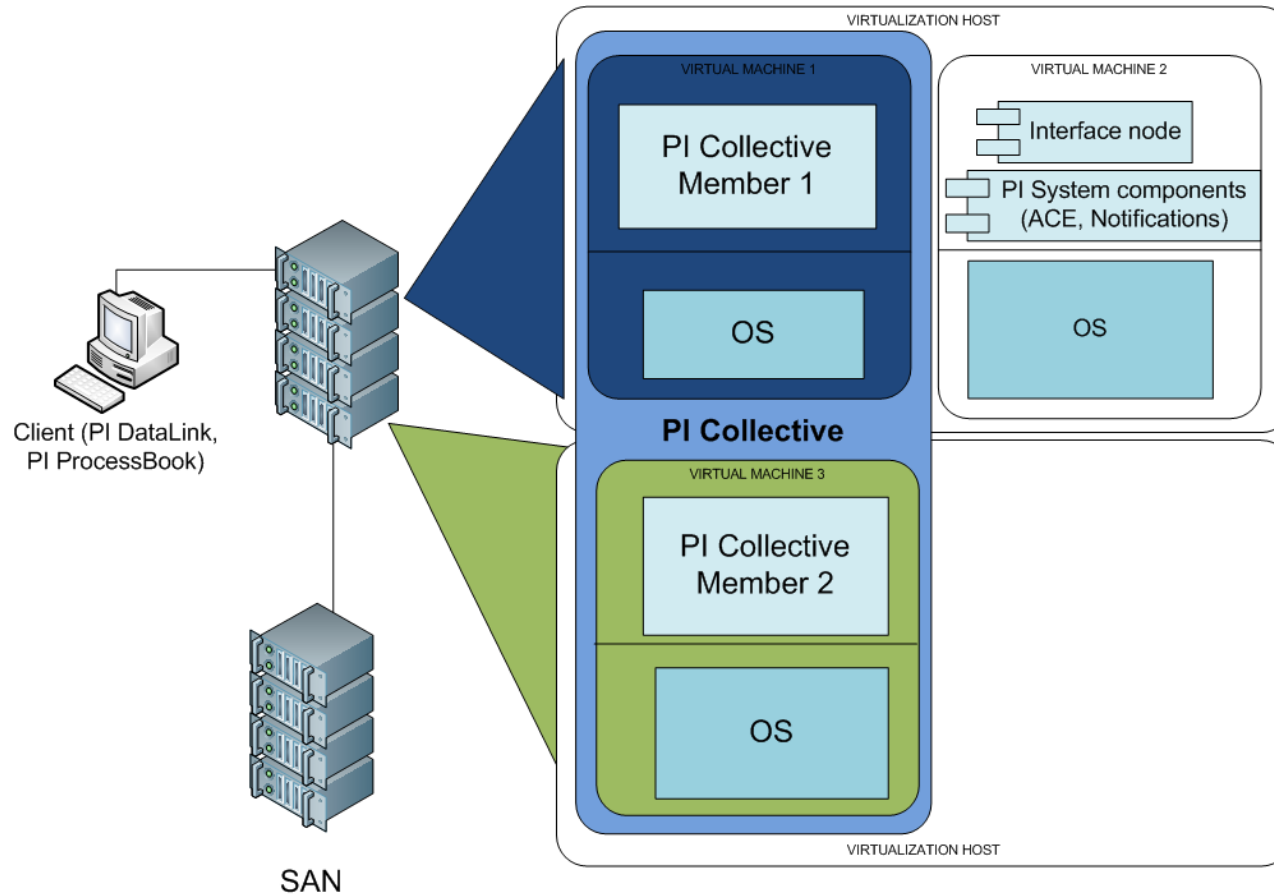 VIRTUALIZATION HOST
VIRTUAL MACHINE 1
PI Collective
Member 1
OS
VIRTUAL MACHINE 2
Interface node
PI System components
(ACE, Notifications)
OS
Client (PI DataLink,
PI ProcessBook)
PI Collective
VIRTUAL MACHINE 3
PI Collective
Member 2
OS
VIRTUALIZATION HOST
SAN